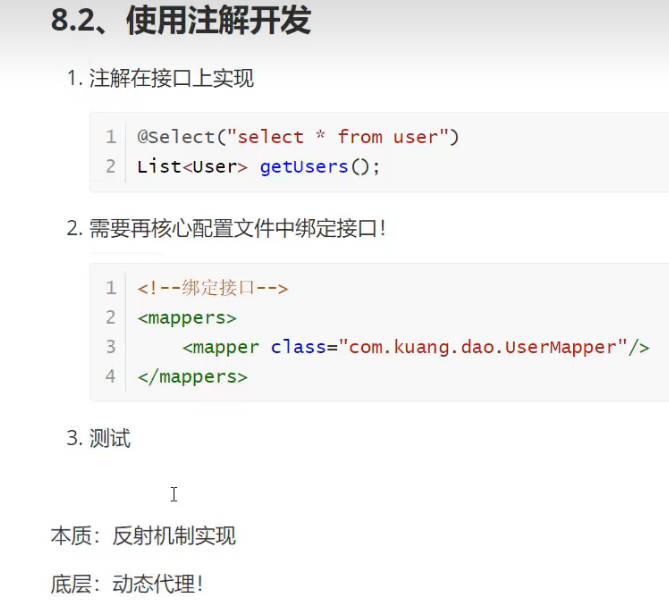 8.2、使用注解开发
1. 注解在接口上实现
1 @Select("select * from user")
2 List<User> getUsers();
2. 需要再核心配置文件中绑定接口!
1 <!--绑定接口-->
2 <mappers>
3 <mapper class="com.kuang.dao.UserMapper"/>
4 </mappers>
3. 测试
本质：反射机制实现
底层：动态代理!